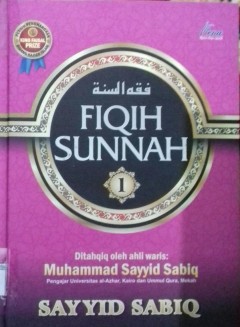 فقه السنة
FIQIH
SUNNAH
1
Ditahqiq oleh ahli waris:
Muhammad Sayyid Sabiq
Pengajar Universitas al-Azhar, Kairo dan Ummul Qura, Mekah
SAYYID SABIQ